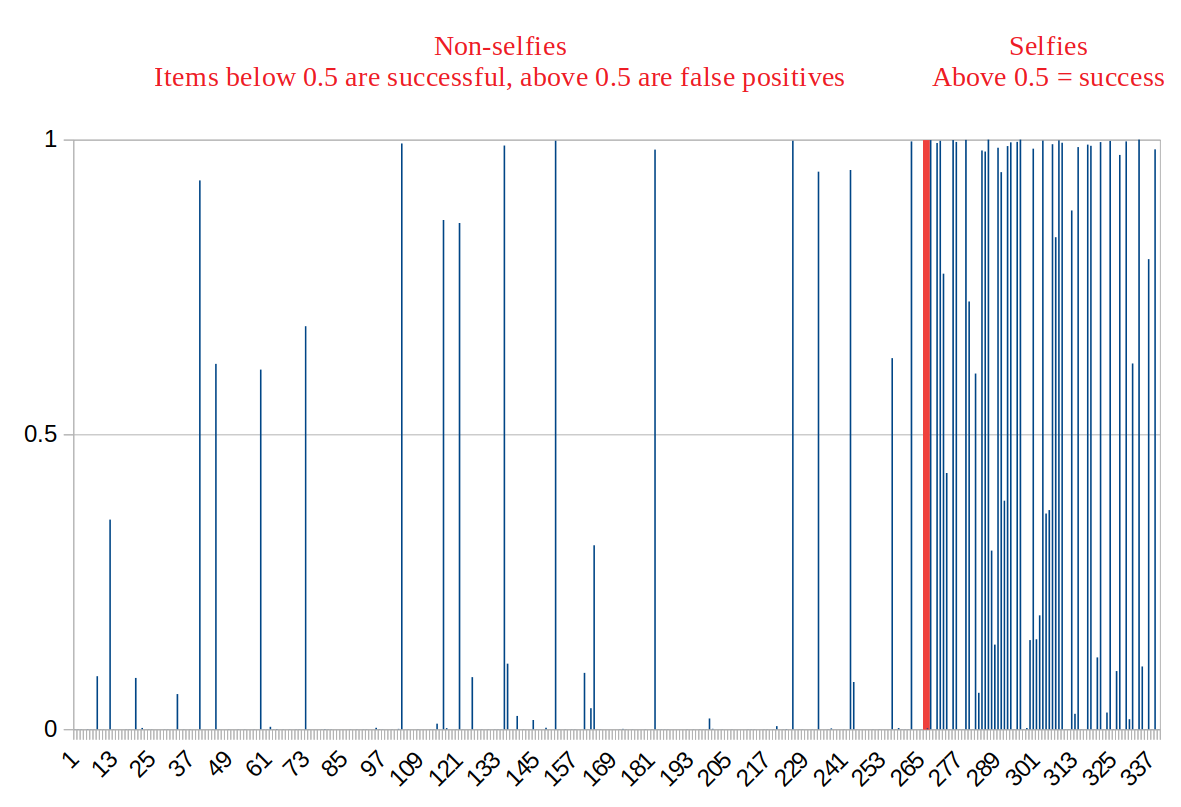 Non-selfies
Items below 0.5 are successful, above 0.5 are false positives
Selfies
Above 0.5 = success
1
0.5
0
1 13 25 37 49 61 73 85 97 109 121 133 145 157 169 181 193 205 217 229 241 253 265 277 289 301 313 325 337